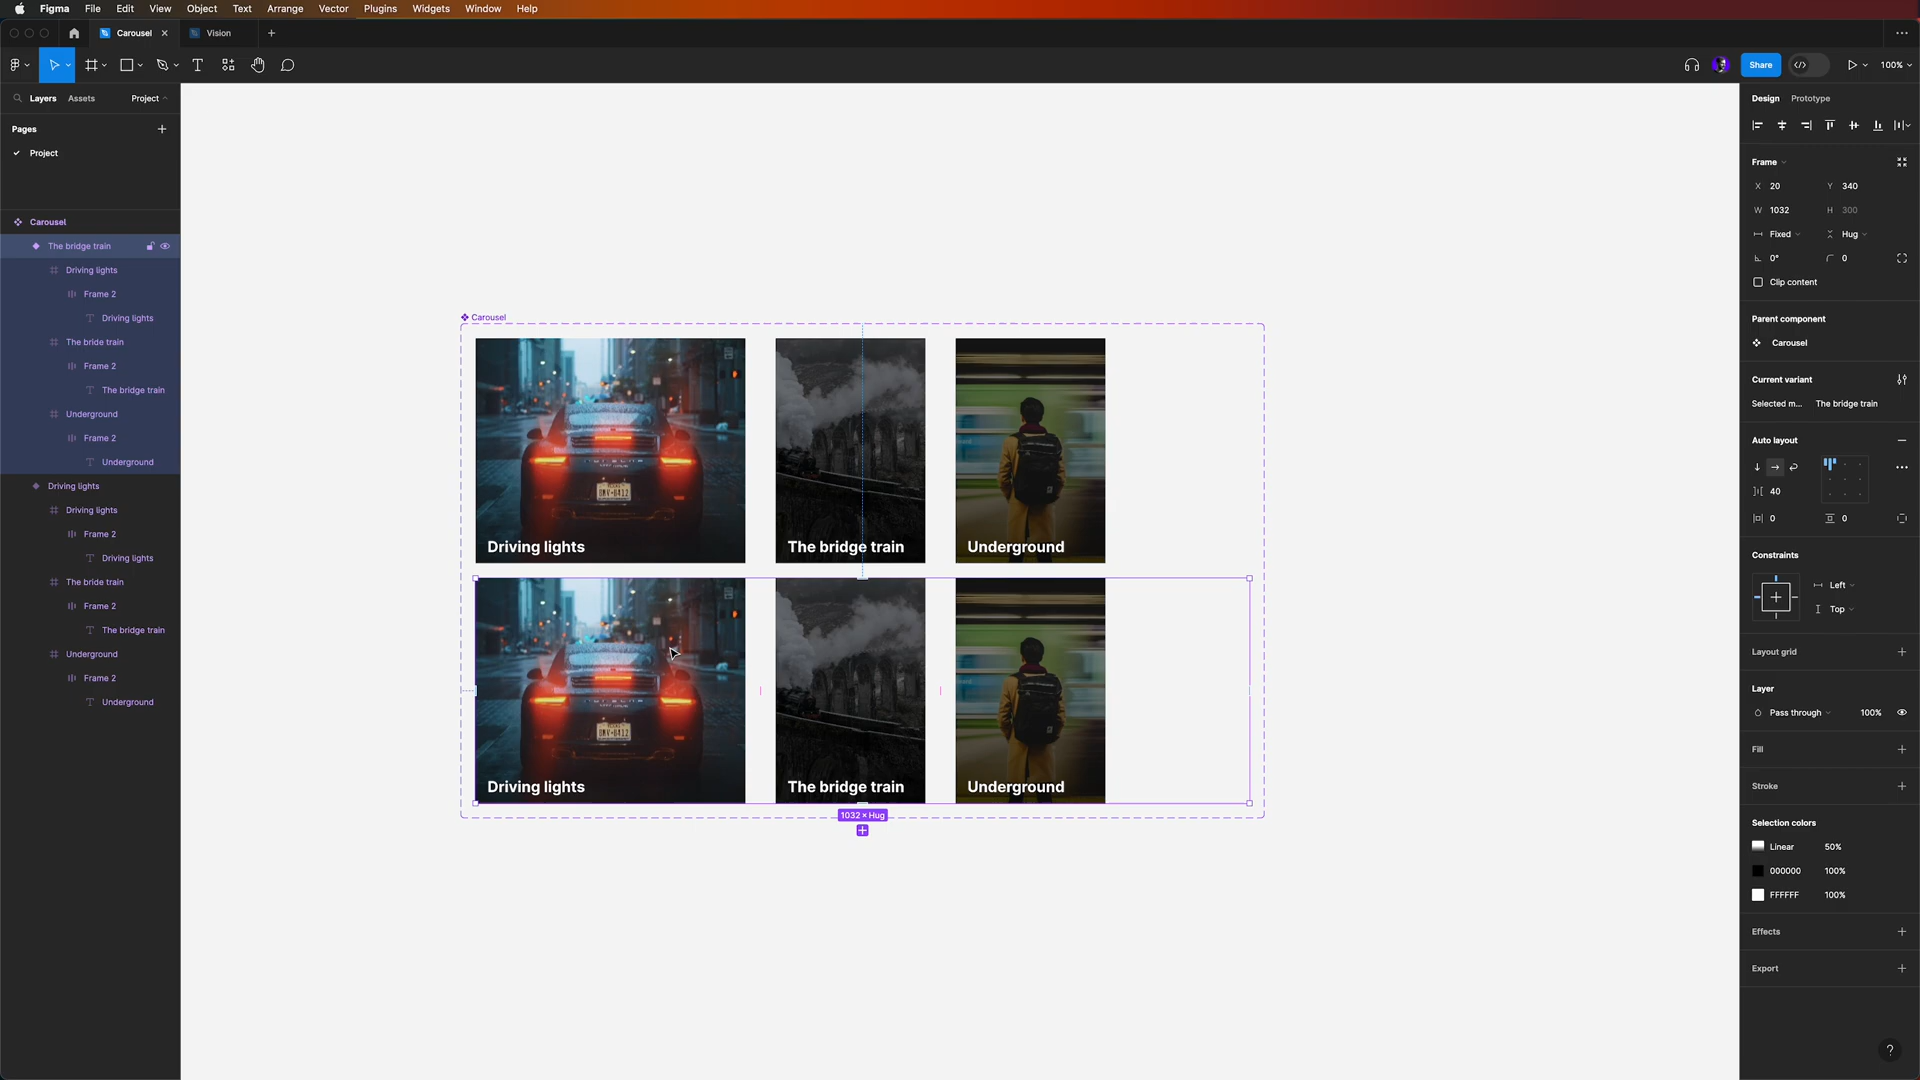 Figma File Edit View Object Text Arrange Vector Plugins Widgets Window Help
Carousel Vision
Share 100%
Layers Assets Project
Pages
Project
Carousel
The bridge train
Driving lights
Frame 2
Driving lights
The bride train
Frame 2
The bridge train
Underground
Frame 2
Underground
Driving lights
Driving lights
Frame 2
Driving lights
The bride train
Frame 2
The bridge train
Underground
Frame 2
Underground
Carousel
Driving lights The bridge train Underground
Driving lights The bridge train Underground
1032 × Hug
Design Prototype
Frame
X 20 Y 340
W 1032 H 300
Fixed Hug
0° 0
Clip content
Parent component
Carousel
Current variant
Selected m... The bridge train
Auto layout
40
0 0
Constraints
Left
Top
Layout grid
Layer
Pass through 100%
Fill
Stroke
Selection colors
Linear 50%
000000 100%
FFFFFF 100%
Effects
Export
?